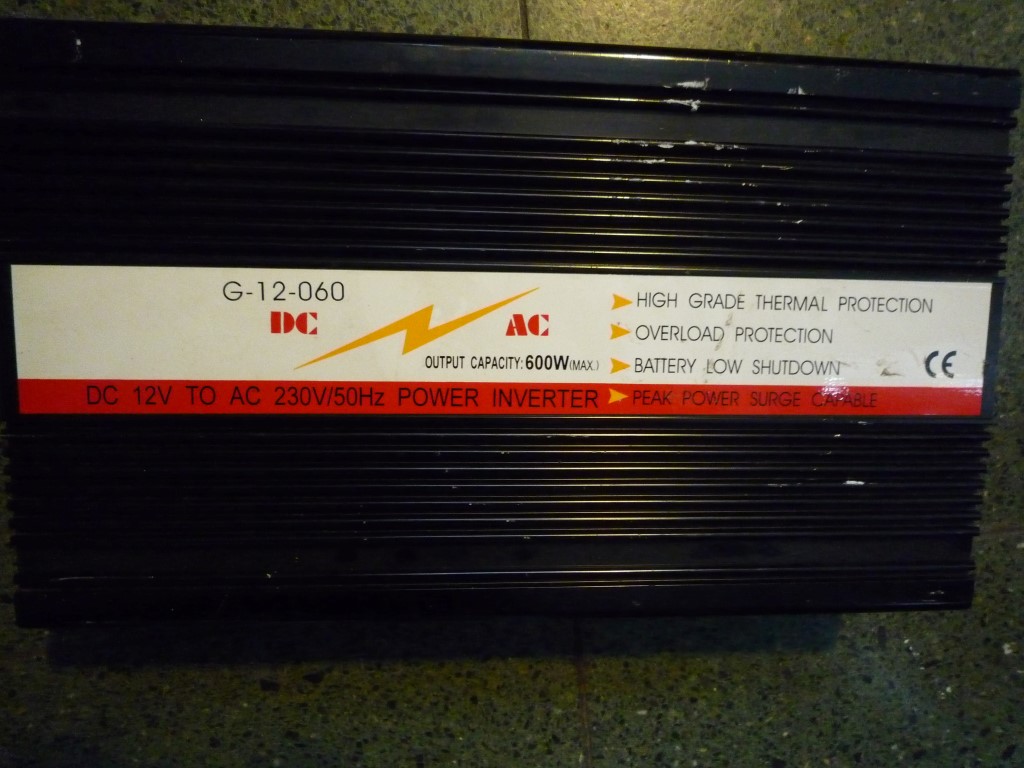 G-12-060
DC AC
OUTPUT CAPACITY: 600W(MAX.)
DC 12V TO AC 230V/50Hz POWER INVERTER
HIGH GRADE THERMAL PROTECTION
OVERLOAD PROTECTION
BATTERY LOW SHUTDOWN
PEAK POWER SURGE CAPABLE
CE